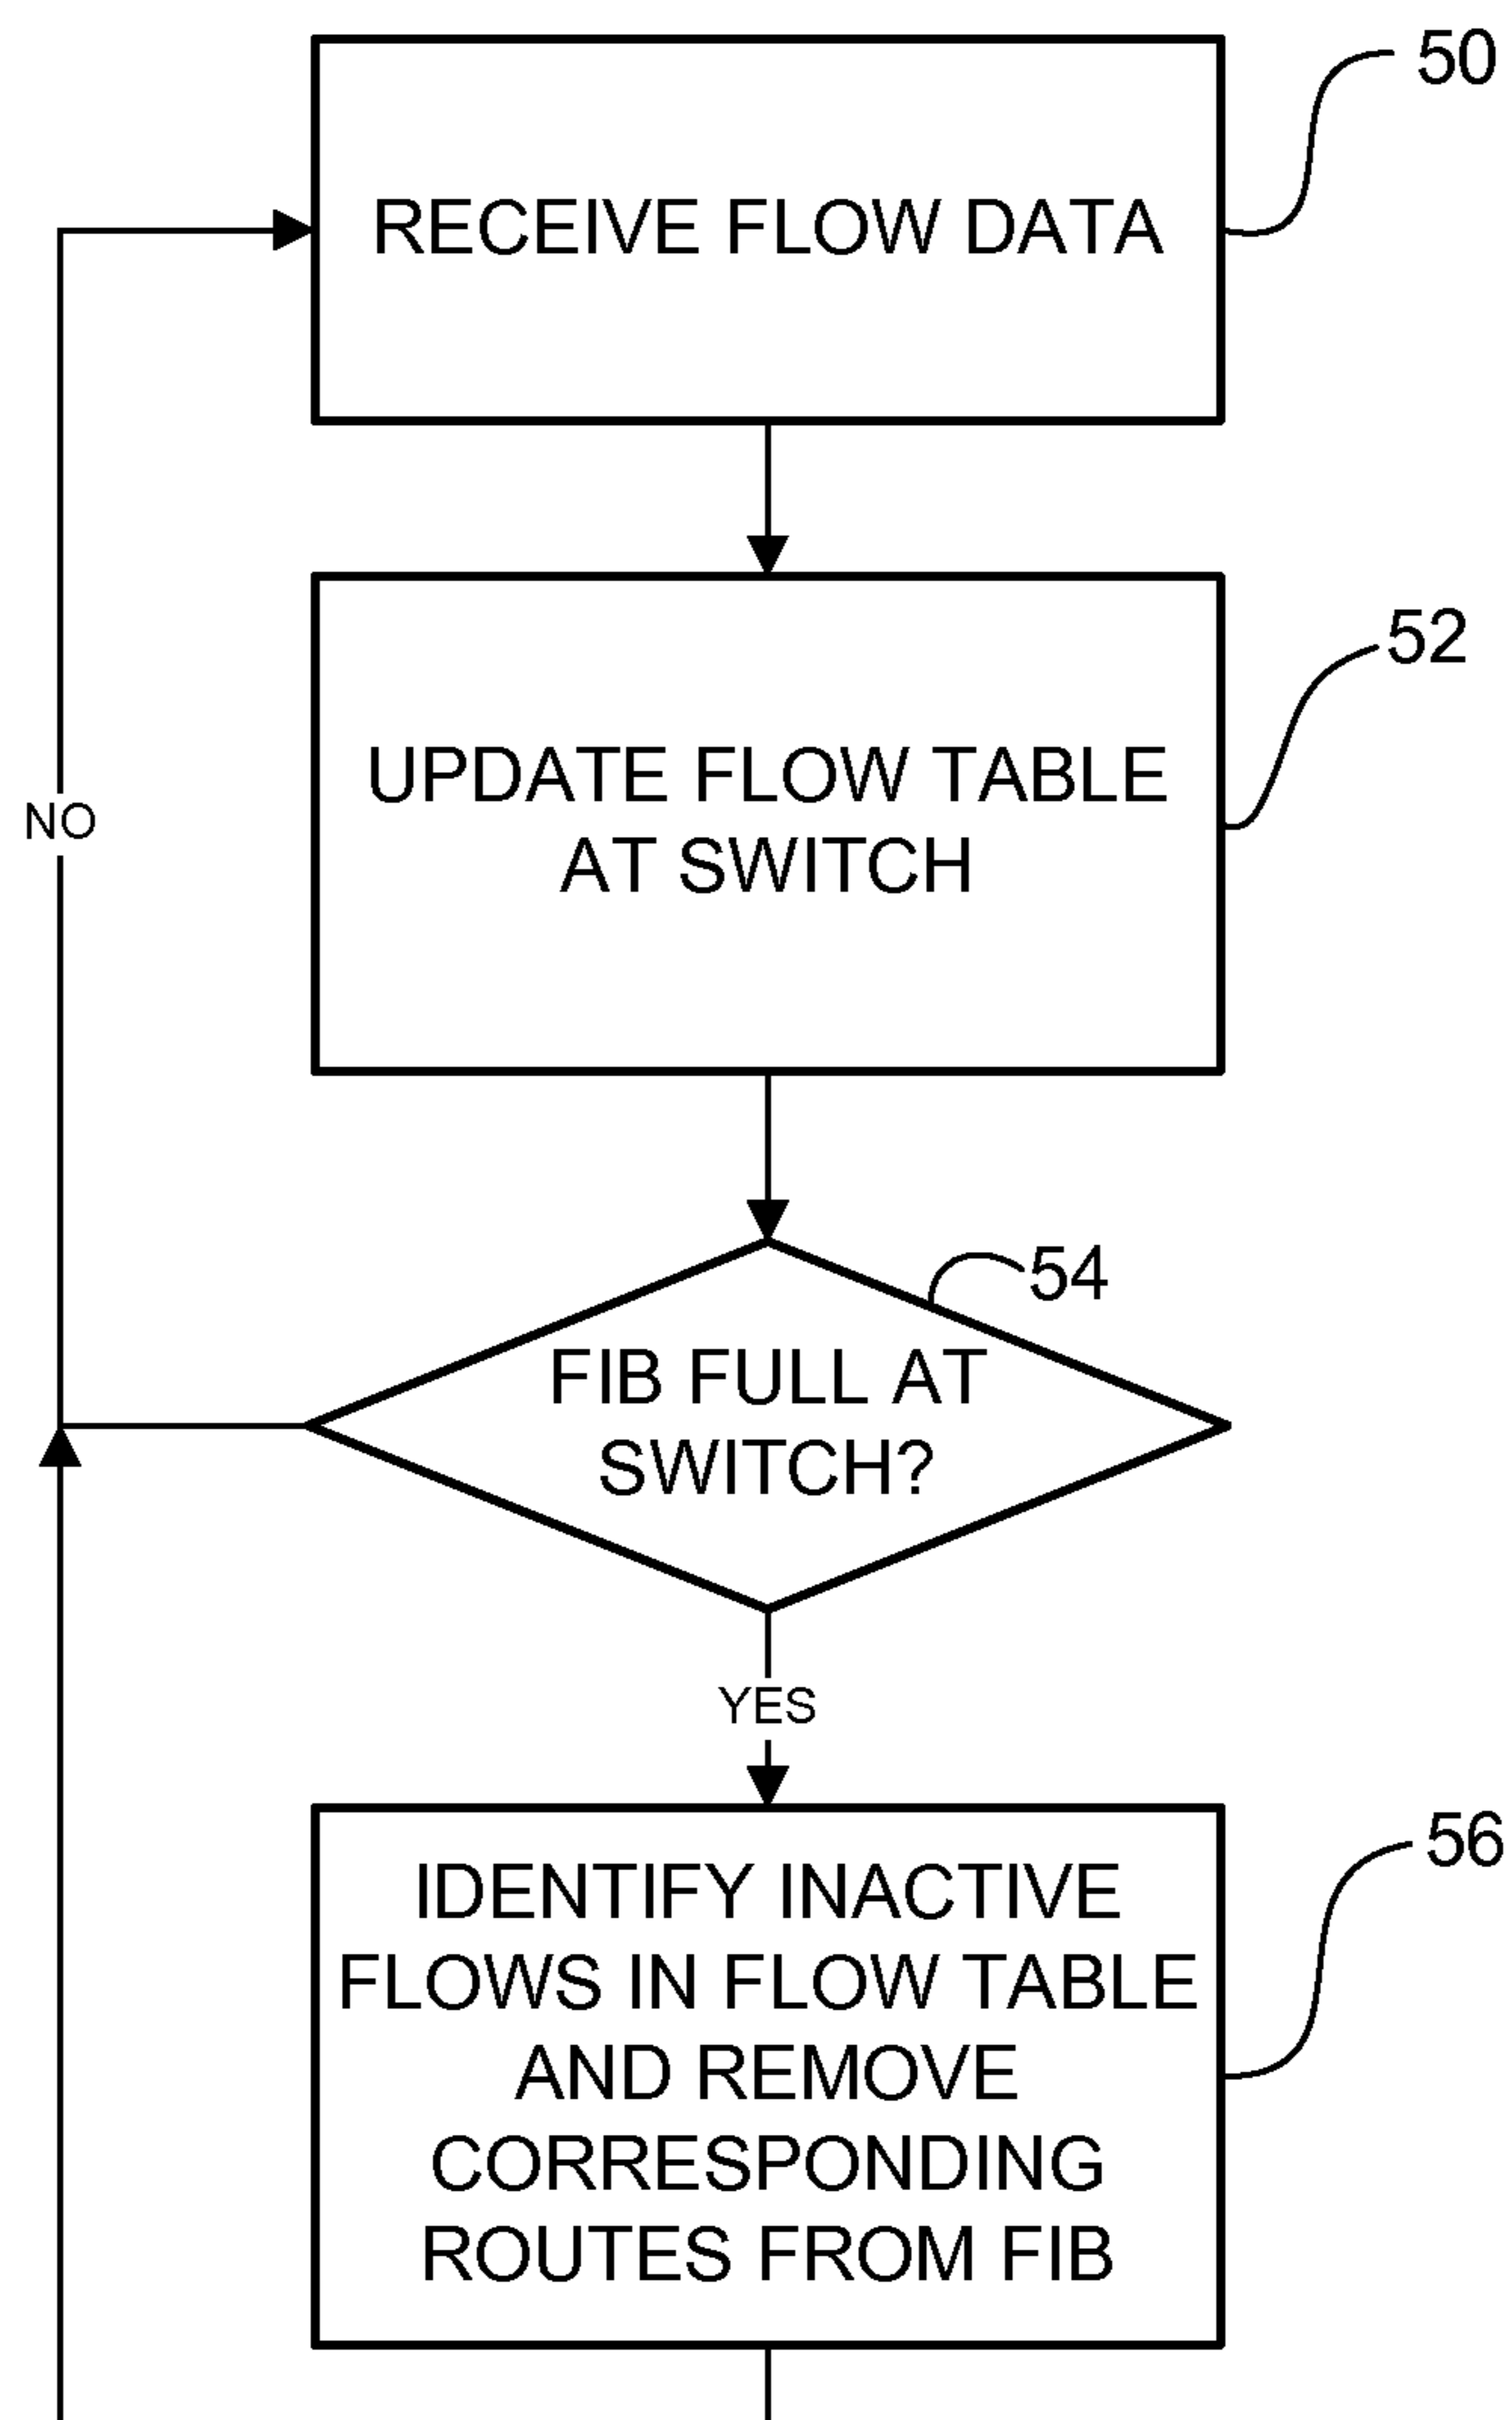 50
RECEIVE FLOW DATA
52
UPDATE FLOW TABLE
AT SWITCH
NO
54
FIB FULL AT
SWITCH?
YES
56
IDENTIFY INACTIVE
FLOWS IN FLOW TABLE
AND REMOVE
CORRESPONDING
ROUTES FROM FIB